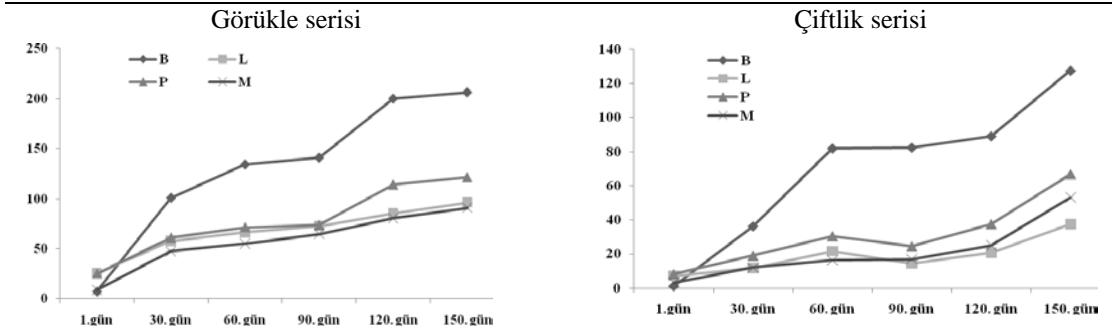 Görükle serisi
250
200
150
100
50
0
B L
P M
1.gün 30. gün 60. gün 90. gün 120. gün 150. gün
Çiftlik serisi
140
120
100
80
60
40
20
0
B
L
P
M
1.gün 30. gün 60. gün 90. gün 120. gün 150. gün